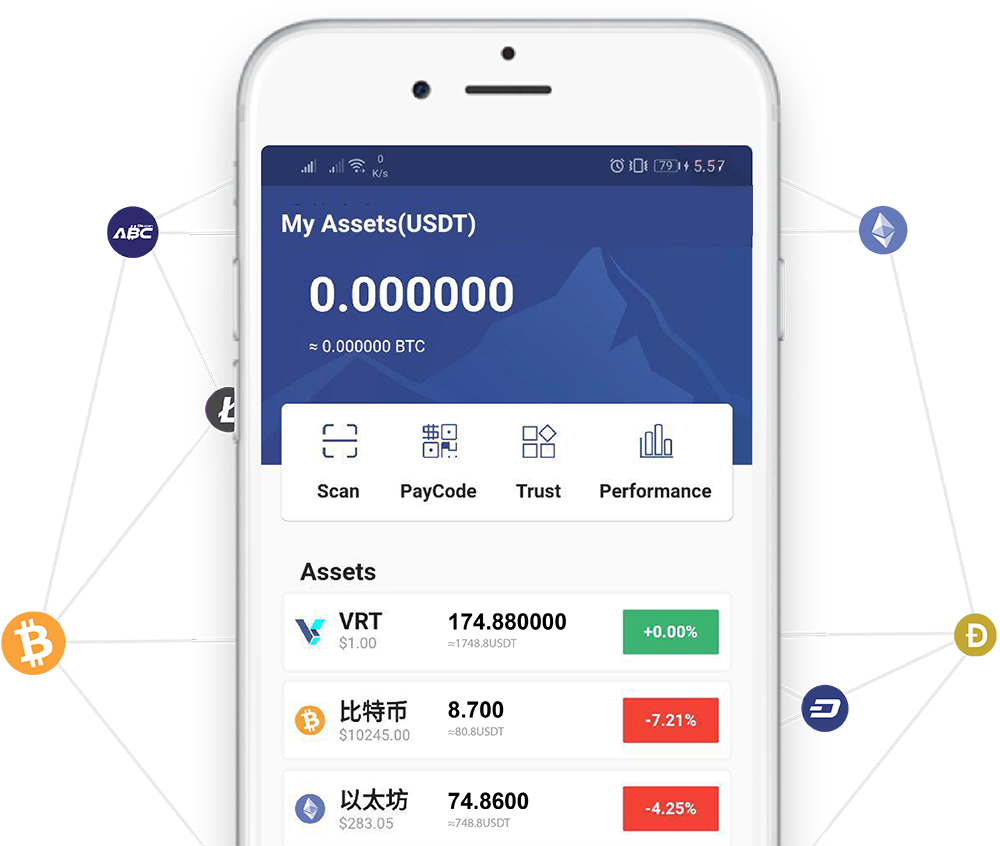 0
K/s
79
5.57
My Assets(USDT)
0.000000
≈ 0.000000 BTC
Scan
PayCode
Trust
Performance
Assets
VRT
174.880000
+0.00%
$1.00
≈1748.8USDT
比特币
8.700
-7.21%
$10245.00
≈80.8USDT
以太坊
74.8600
-4.25%
$283.05
≈748.8USDT
ABC